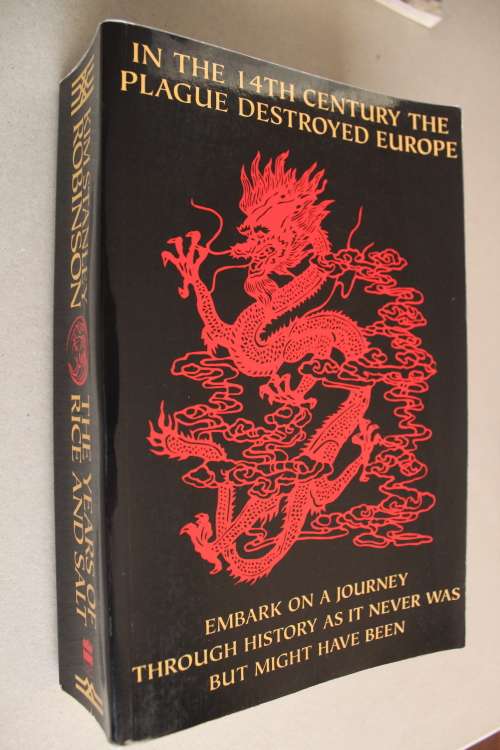 IN THE 14TH CENTURY THE
PLAGUE DESTROYED EUROPE
EMBARK ON A JOURNEY
THROUGH HISTORY AS IT NEVER WAS
BUT MIGHT HAVE BEEN
KIM STANLEY
ROBINSON
THE YEARS OF
RICE AND SALT